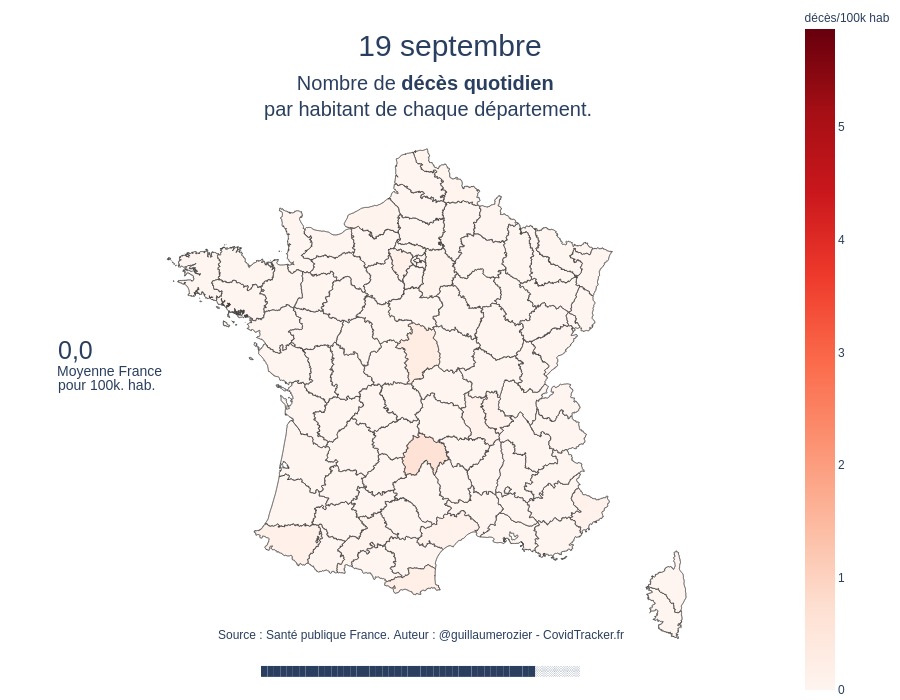 décès/100k hab
19 septembre
Nombre de décès quotidien
par habitant de chaque département.
5
4
3
2
1
0
0,0
Moyenne France
pour 100k. hab.
Source : Santé publique France. Auteur : @guillaumerozier - CovidTracker.fr